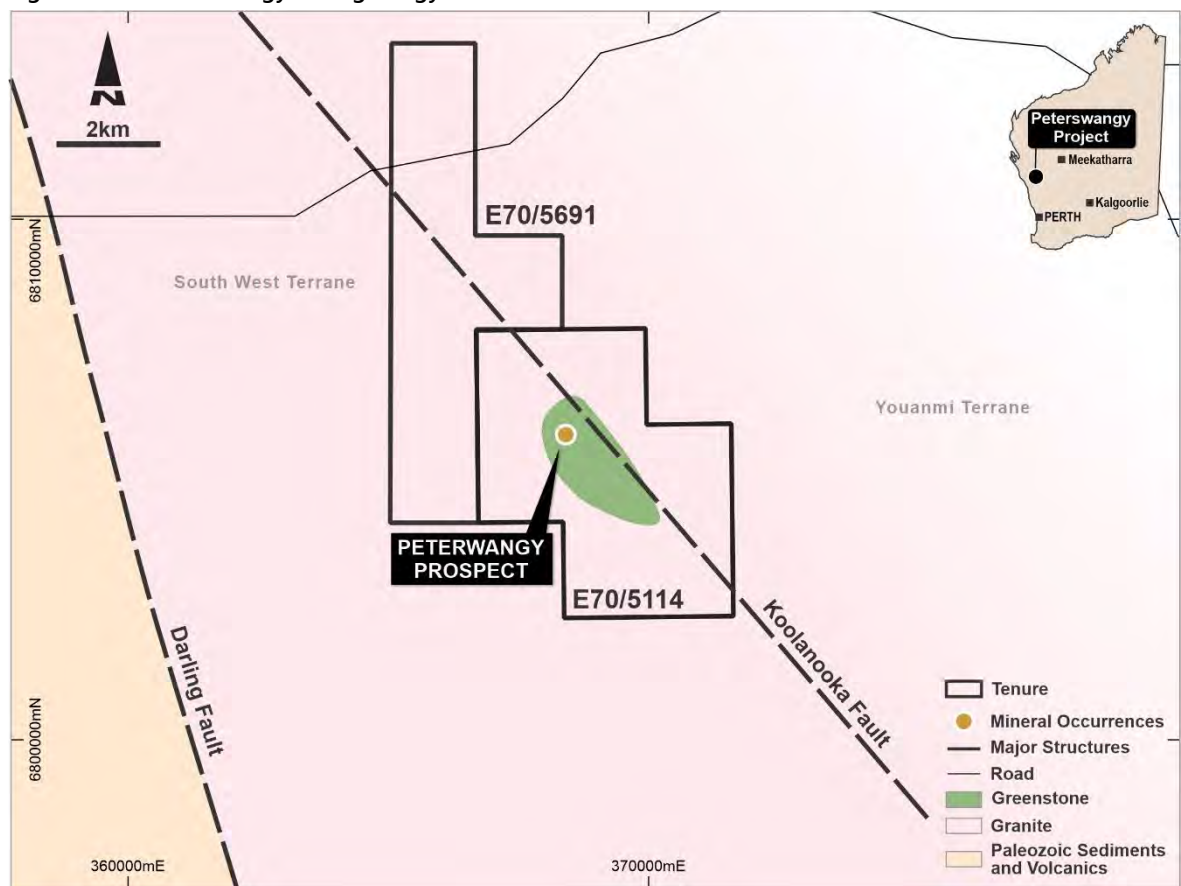 N
2km
Peterswangy
Project
Meekatharra
Kalgoorlie
PERTH
6810000mN
E70/5691
South West Terrane
Youanmi Terrane
PETERWANGY
PROSPECT
E70/5114
Darling Fault
Koolanooka Fault
6800000mN
Tenure
Mineral Occurrences
Major Structures
Road
Greenstone
Granite
Paleozoic Sediments
and Volcanics
360000mE
370000mE